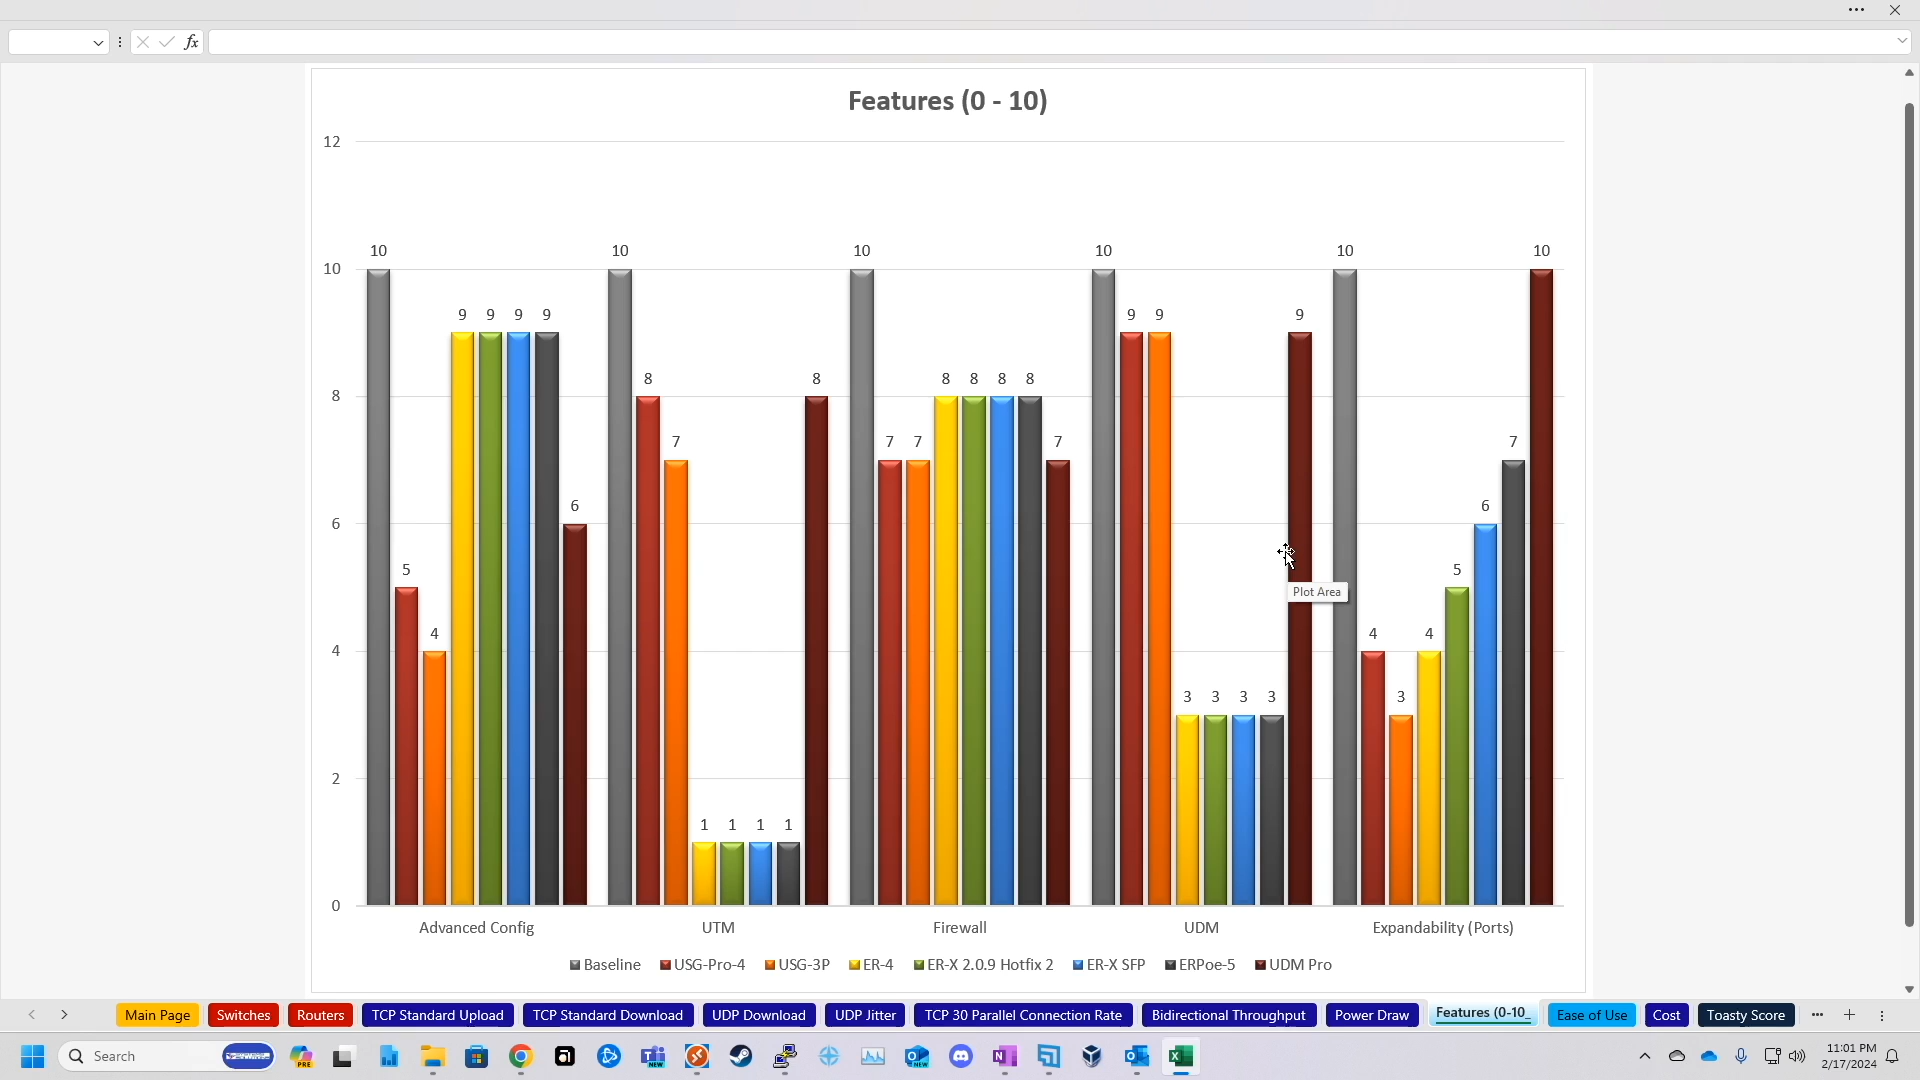 fx
Features (0 - 10)
12
10 10 10 10 10 10
10
9 9 9 9 9 9 9
8 8 8 8 8 8
8
7 7 7 7 7
6 6
6
5 5
Plot Area
4 4 4
4
3 3 3 3 3
2
1 1 1 1
0
Advanced Config UTM Firewall UDM Expandability (Ports)
Baseline USG-Pro-4 USG-3P ER-4 ER-X 2.0.9 Hotfix 2 ER-X SFP ERPoe-5 UDM Pro
Main Page Switches Routers TCP Standard Upload TCP Standard Download UDP Download UDP Jitter TCP 30 Parallel Connection Rate Bidirectional Throughput Power Draw Features (0-10_ Ease of Use Cost Toasty Score
Search PRE NEW NEW 11:01 PM
2/17/2024